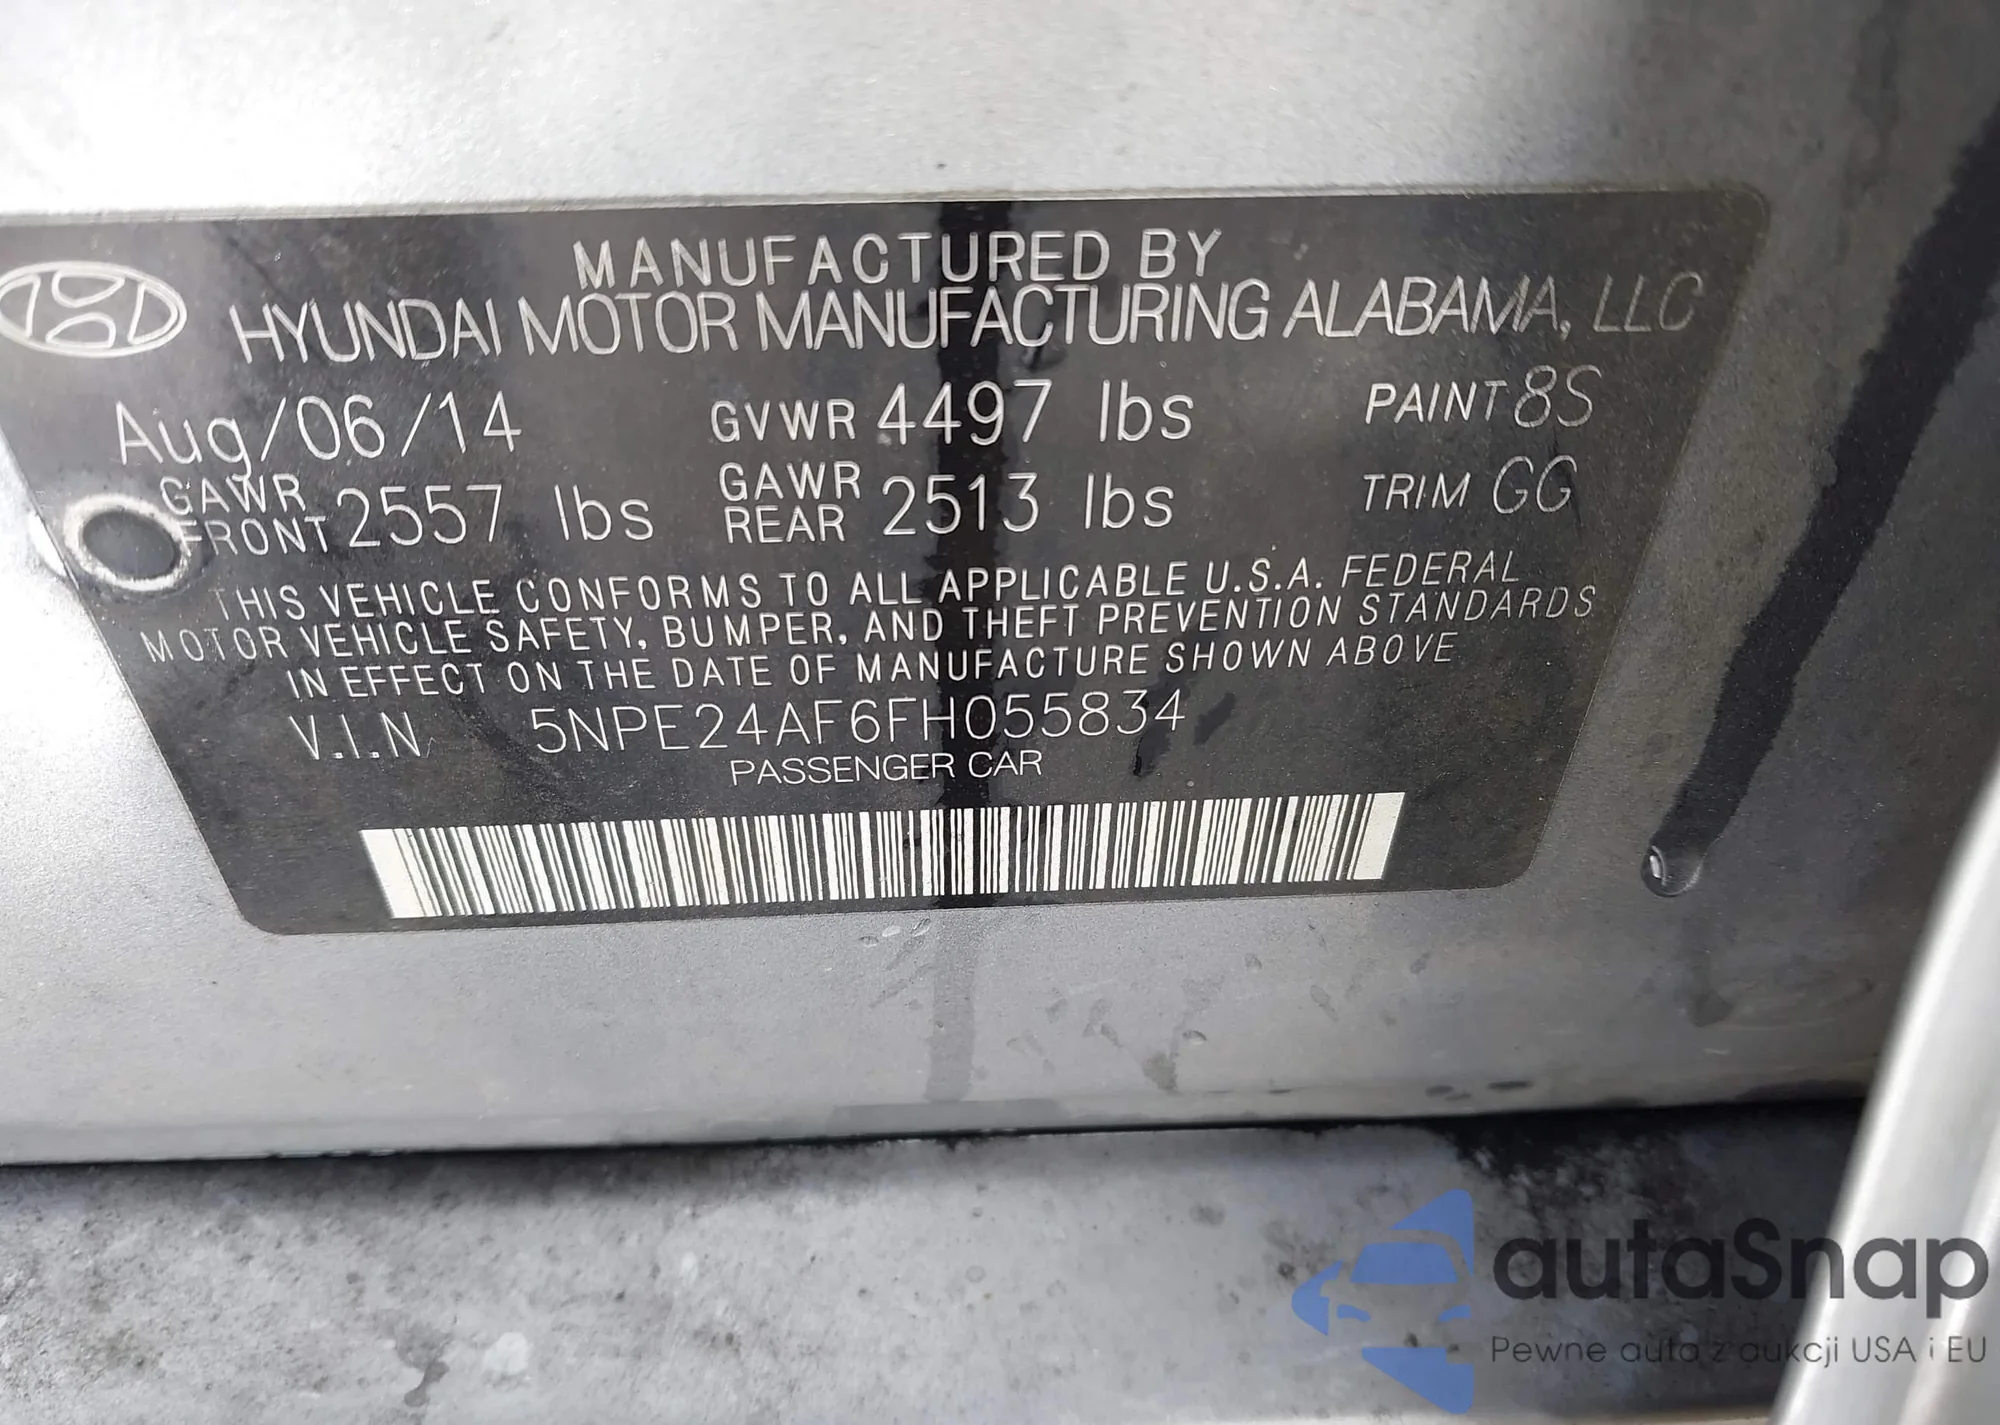 MANUFACTURED BY
HYUNDAI MOTOR MANUFACTURING ALABAMA, LLC
Aug/06/14 GVWR 4497 lbs PAINT 8S
GAWR FRONT 2557 lbs GAWR REAR 2513 lbs TRIM GG
THIS VEHICLE CONFORMS TO ALL APPLICABLE U.S.A. FEDERAL
MOTOR VEHICLE SAFETY, BUMPER, AND THEFT PREVENTION STANDARDS
IN EFFECT ON THE DATE OF MANUFACTURE SHOWN ABOVE
V.I.N 5NPE24AF6FH055834
PASSENGER CAR
autaSnap
Pewne auta z aukcji USA i EU